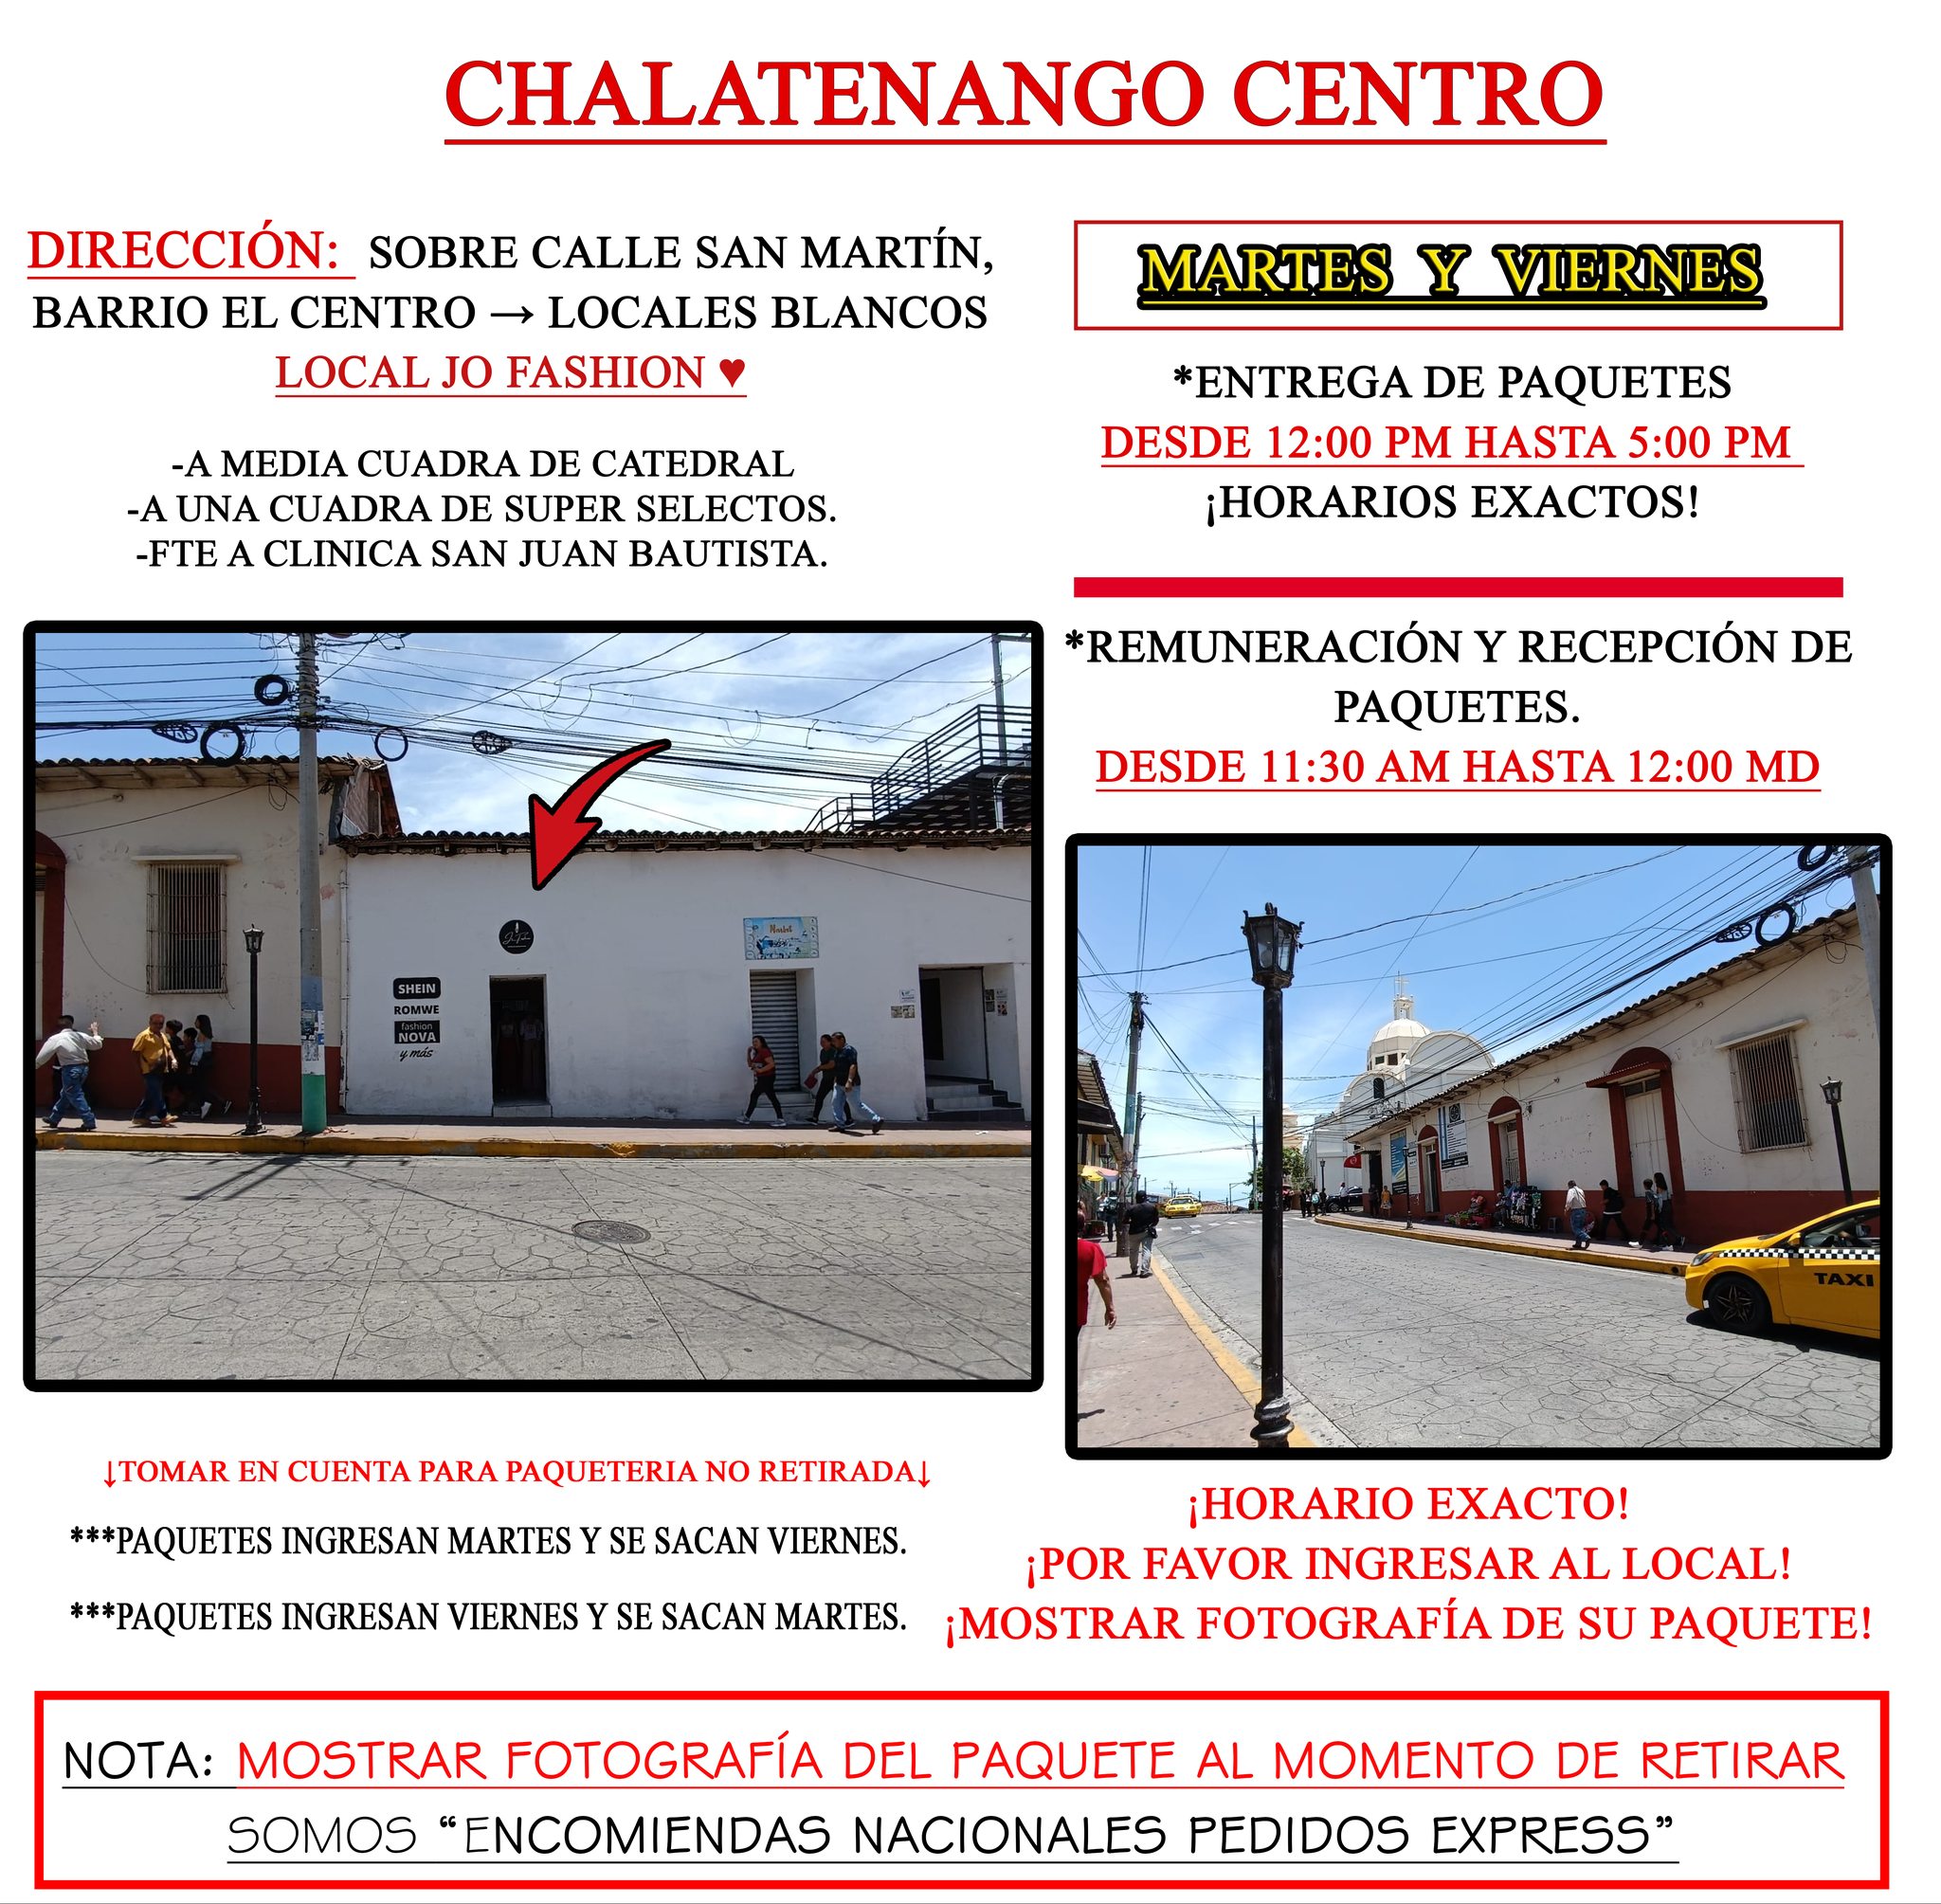 CHALATENANGO CENTRO
DIRECCIÓN: SOBRE CALLE SAN MARTÍN,
BARRIO EL CENTRO → LOCALES BLANCOS
LOCAL JO FASHION ♥
-A MEDIA CUADRA DE CATEDRAL
-A UNA CUADRA DE SUPER SELECTOS.
-FTE A CLINICA SAN JUAN BAUTISTA.
MARTES Y VIERNES
*ENTREGA DE PAQUETES
DESDE 12:00 PM HASTA 5:00 PM
¡HORARIOS EXACTOS!
*REMUNERACIÓN Y RECEPCIÓN DE
PAQUETES.
DESDE 11:30 AM HASTA 12:00 MD
SHEIN
ROMWE
fashion
NOVA
y más
TAXI
↓TOMAR EN CUENTA PARA PAQUETERIA NO RETIRADA↓
***PAQUETES INGRESAN MARTES Y SE SACAN VIERNES.
***PAQUETES INGRESAN VIERNES Y SE SACAN MARTES.
¡HORARIO EXACTO!
¡POR FAVOR INGRESAR AL LOCAL!
¡MOSTRAR FOTOGRAFÍA DE SU PAQUETE!
NOTA: MOSTRAR FOTOGRAFÍA DEL PAQUETE AL MOMENTO DE RETIRAR
SOMOS “ENCOMIENDAS NACIONALES PEDIDOS EXPRESS”